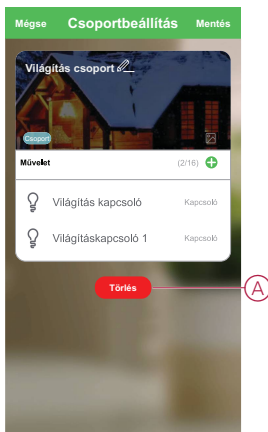 Mégse Csoportbeállítás Mentés
Világítás csoport
Csoport
Művelet (2/16)
Világítás kapcsoló Kapcsoló
Világításkapcsoló 1 Kapcsoló
Törlés
A